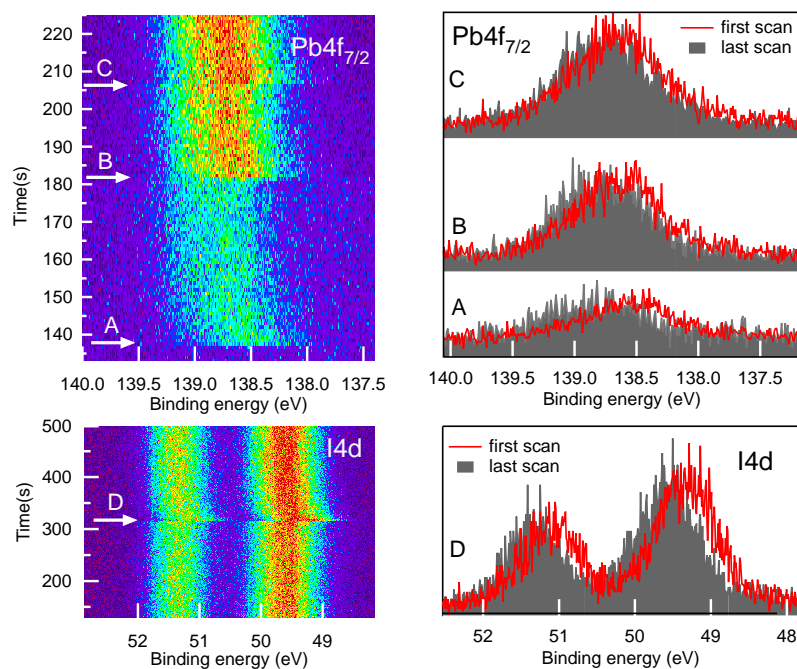 220
210
200
190
180
170
160
150
140
Time(s)
Pb4f7/2
C
B
A
140.0 139.5 139.0 138.5 138.0 137.5
Binding energy (eV)
Pb4f7/2
first scan
last scan
C
B
A
140.0 139.5 139.0 138.5 138.0 137.5
Binding energy (eV)
500
400
300
200
Time(s)
I4d
D
52 51 50 49
Binding energy (eV)
first scan
last scan
I4d
D
52 51 50 49 48
Binding energy (eV)